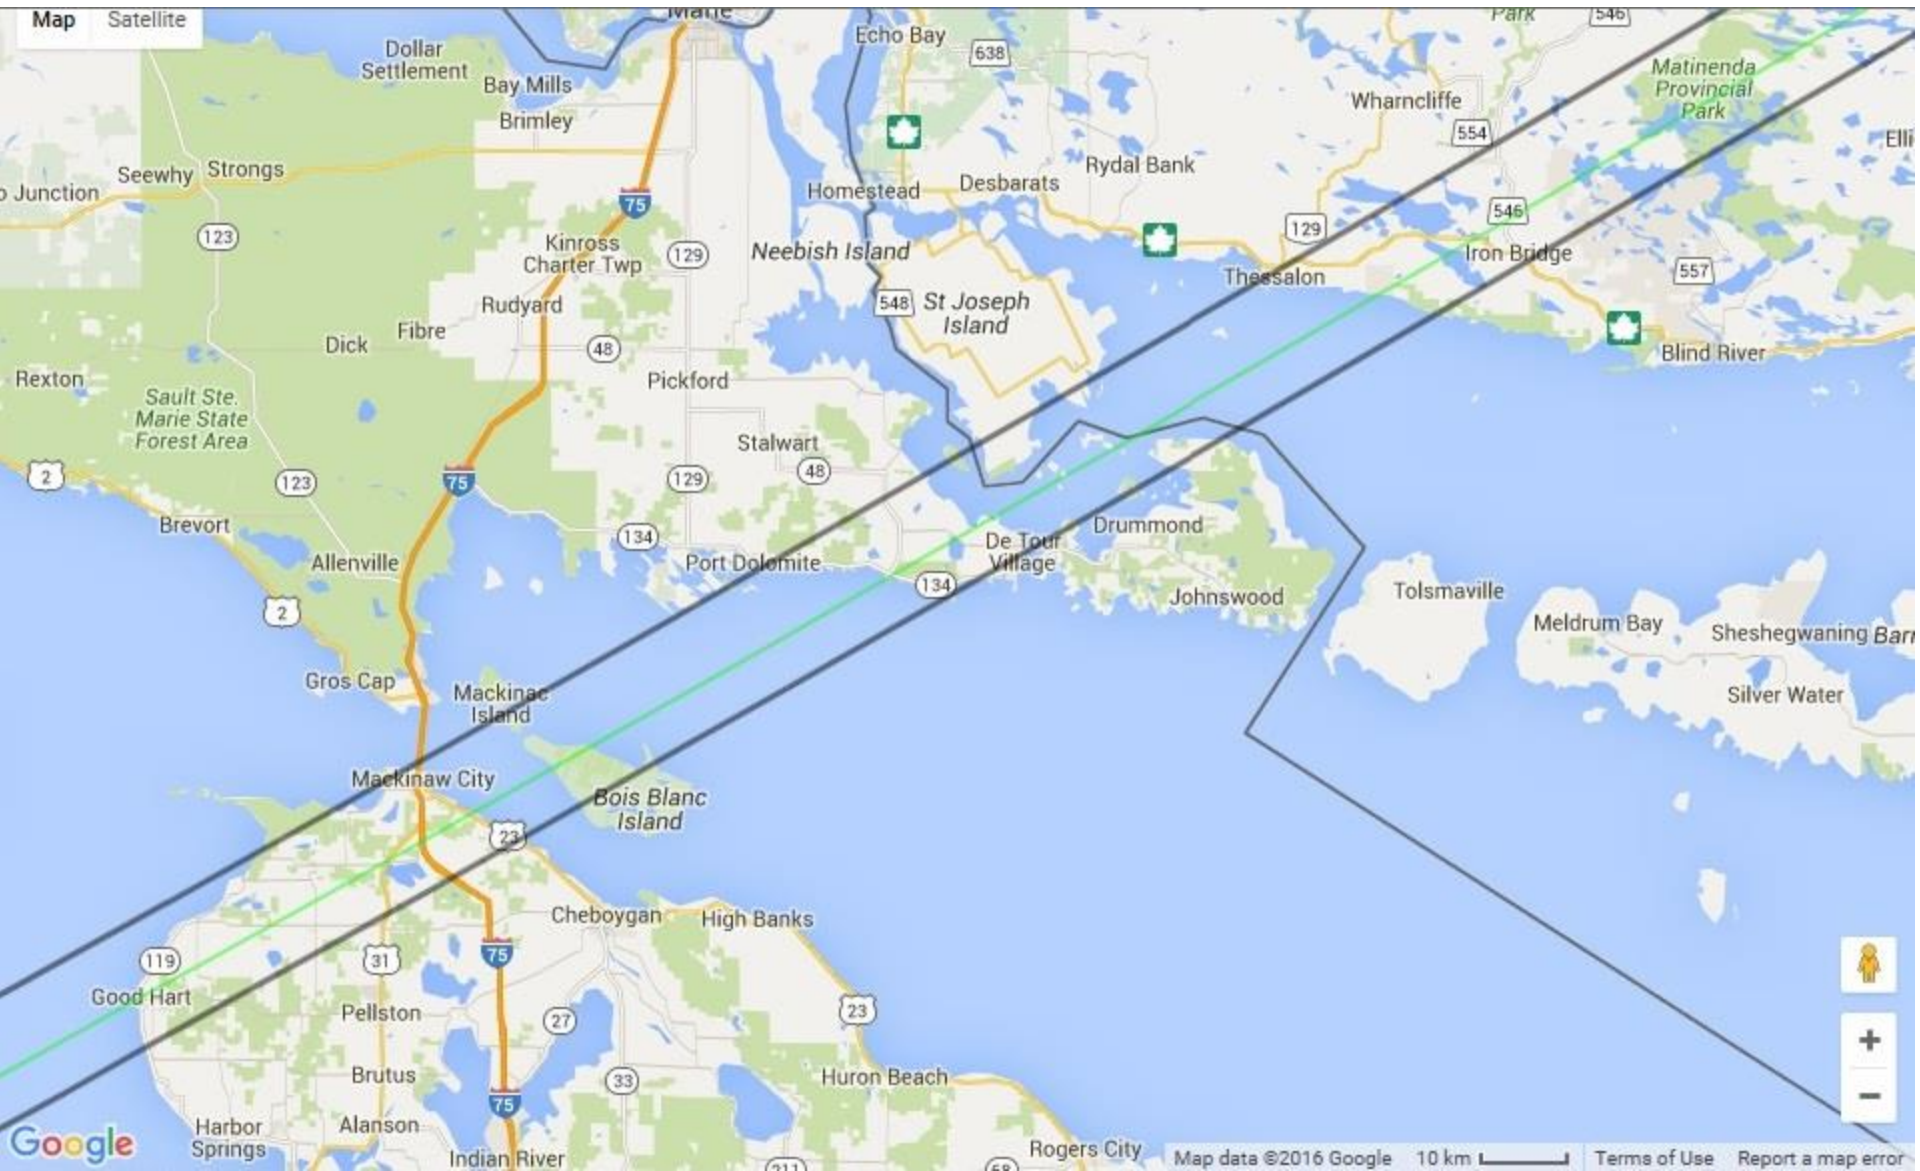 Map Satellite
Marie
Park
546
Echo Bay
638
Dollar
Settlement
Bay Mills
Matinenda
Provincial
Park
Wharncliffe
Brimley
554
Elli
Seewhy
Strongs
Rydal Bank
o Junction
Homestead
Desbarats
75
546
123
129
Kinross
Charter Twp
129
Neebish Island
Iron Bridge
Thessalon
557
Rudyard
548
St Joseph
Island
Fibre
Dick
48
Blind River
Rexton
Pickford
Sault Ste.
Marie State
Forest Area
Stalwart
48
2
75
123
129
Brevort
Drummond
134
De Tour
Village
Allenville
Port Dolomite
134
Johnswood
Tolsmaville
2
Meldrum Bay
Sheshegwaning
Barr
Gros Cap
Mackinac
Island
Silver Water
Mackinaw City
Bois Blanc
Island
23
Cheboygan
High Banks
119
31
75
Good Hart
Pellston
27
23
Brutus
33
Huron Beach
75
Harbor
Springs
Alanson
Indian River
Rogers City
211
68
Google
Map data ©2016 Google 10 km Terms of Use Report a map error